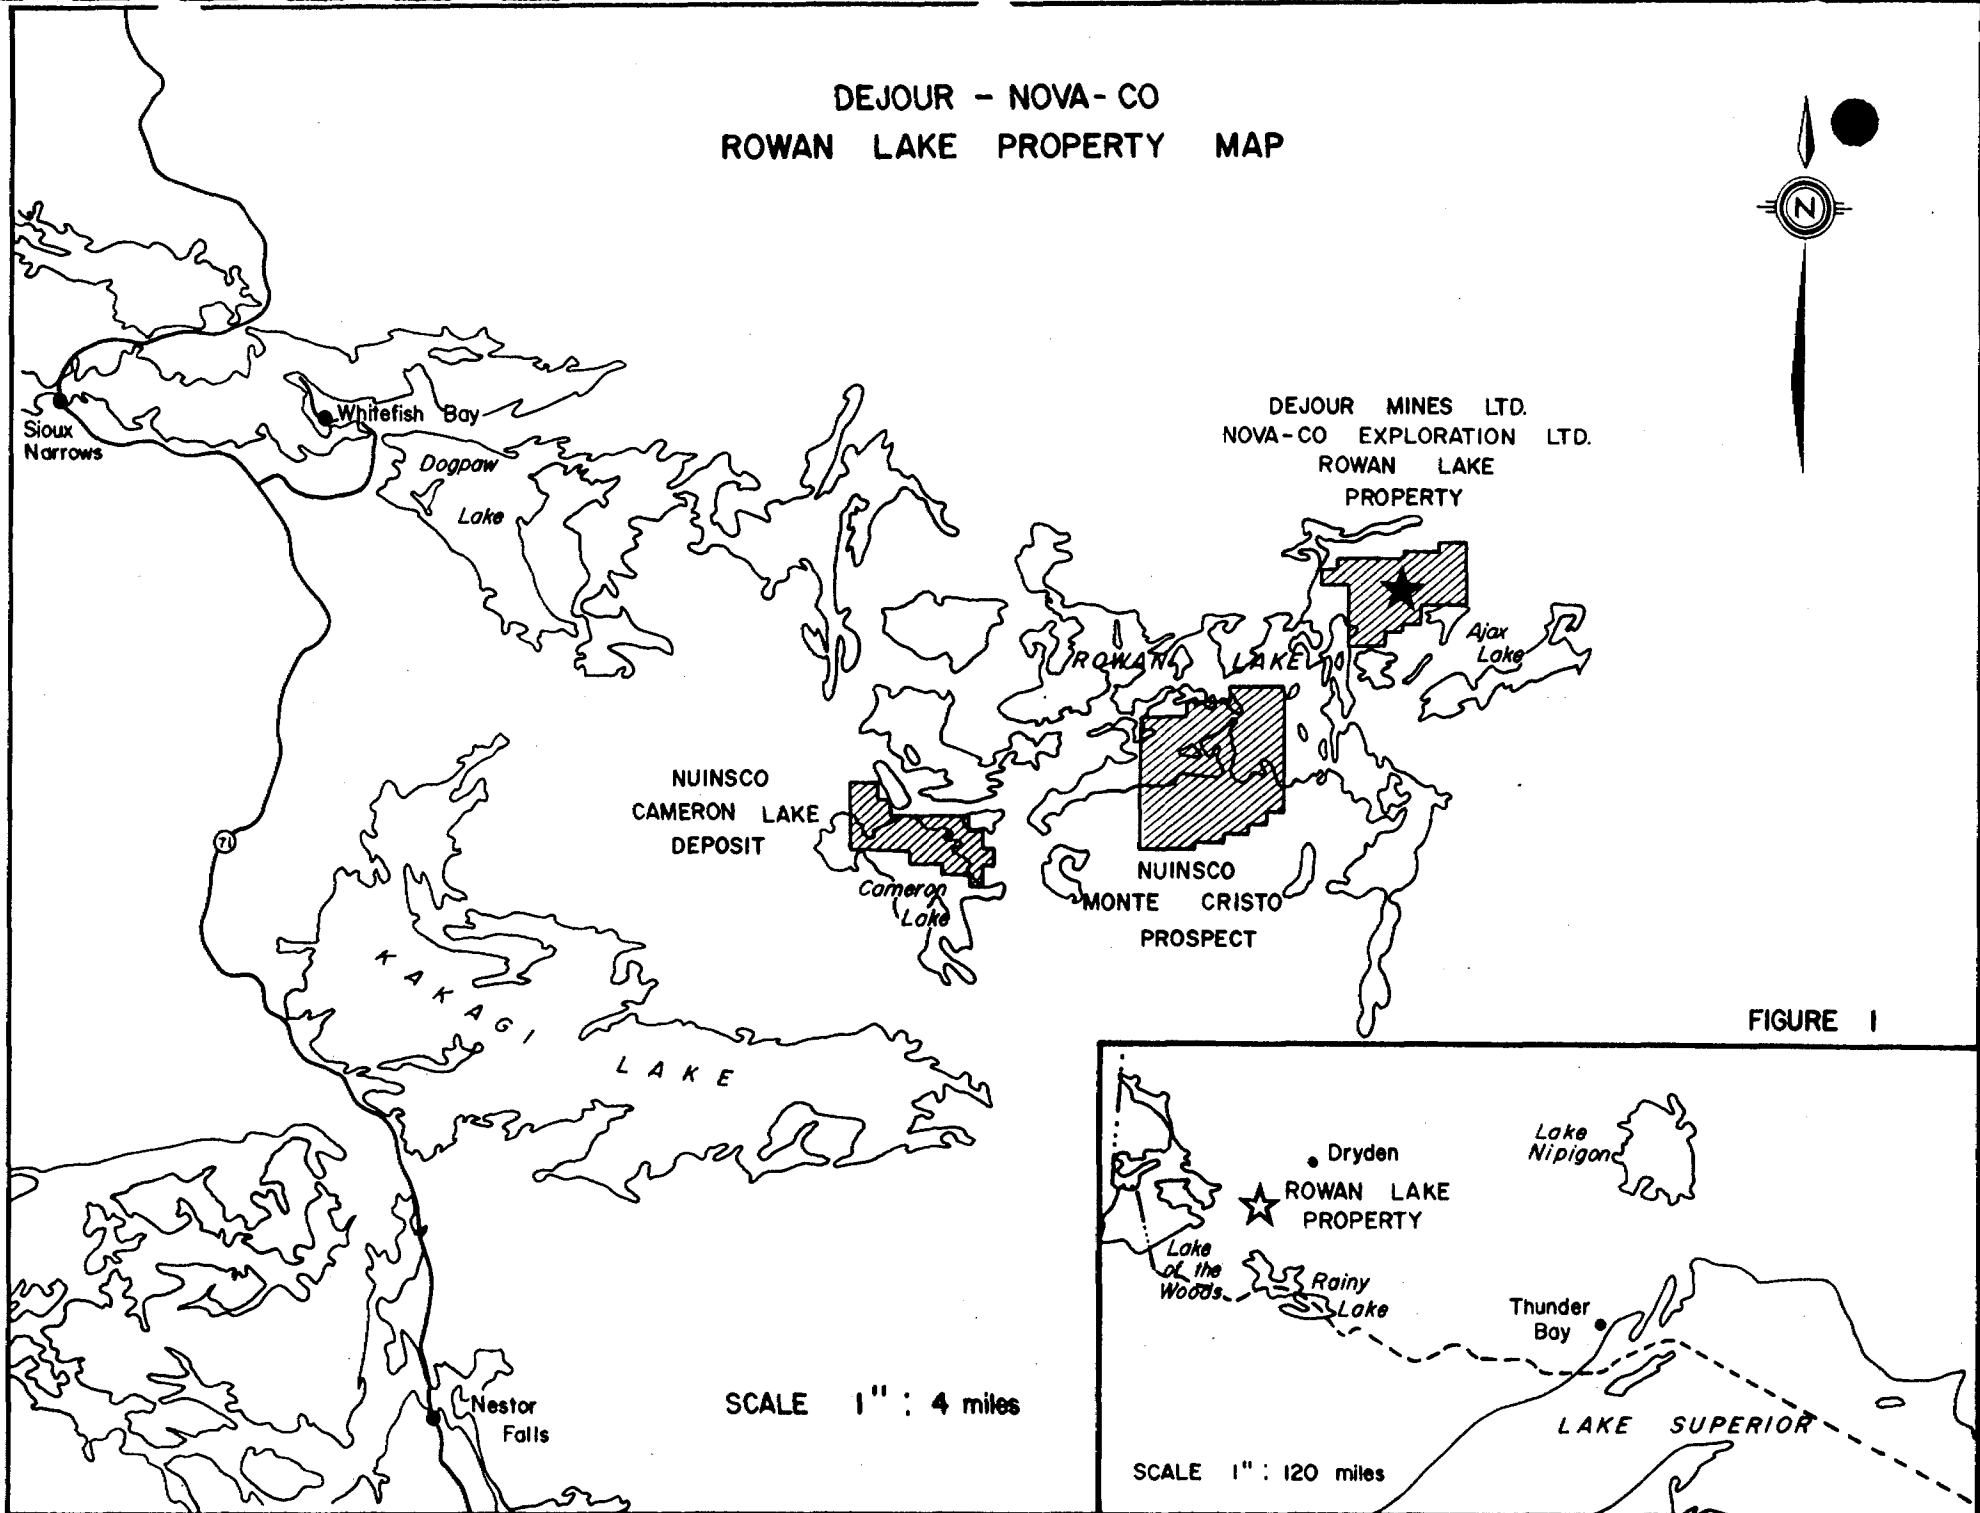 DEJOUR - NOVA-CO
ROWAN LAKE PROPERTY MAP
N
DEJOUR MINES LTD.
NOVA-CO EXPLORATION LTD.
ROWAN LAKE
PROPERTY
Whitefish Bay
Sioux
Narrows
Dogpaw
Lake
Ajax
Lake
ROWAN LAKE
NUINSCO
CAMERON LAKE
DEPOSIT
71
Cameron
Lake
NUINSCO
MONTE CRISTO
PROSPECT
KAKAGI
LAKE
FIGURE 1
Lake
Nipigon
Dryden
ROWAN LAKE
PROPERTY
Lake
of the
Woods
Rainy
Lake
Thunder
Bay
Nestor
Falls
SCALE 1" : 4 miles
LAKE SUPERIOR
SCALE 1" : 120 miles